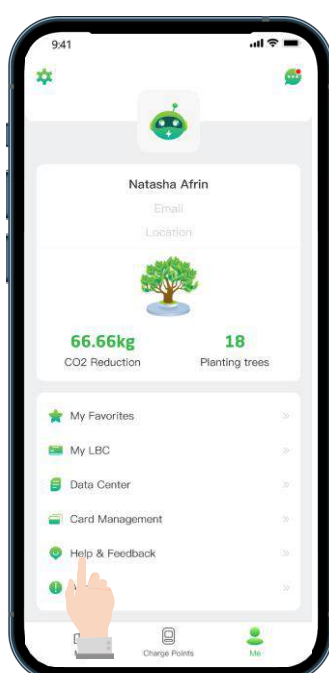 9:41
Natasha Afrin
Email
Location
66.66kg
18
CO2 Reduction
Planting trees
My Favorites
My LBC
Data Center
Card Management
Help & Feedback
Charge Points
Me